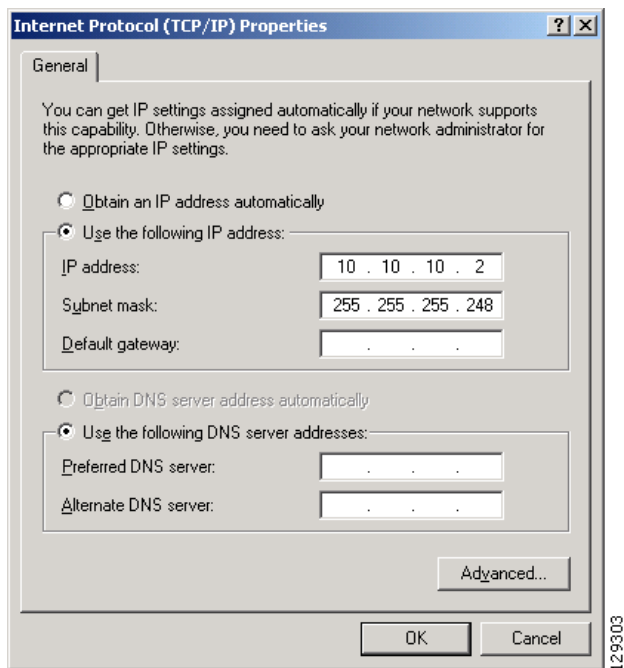 Internet Protocol (TCP/IP) Properties
General
You can get IP settings assigned automatically if your network supports
this capability. Otherwise, you need to ask your network administrator for
the appropriate IP settings.
Obtain an IP address automatically
Use the following IP address:
IP address: 10 . 10 . 10 . 2
Subnet mask: 255 . 255 . 255 . 248
Default gateway: . . .
Obtain DNS server address automatically
Use the following DNS server addresses:
Preferred DNS server: . . .
Alternate DNS server: . . .
Advanced...
OK Cancel
129303